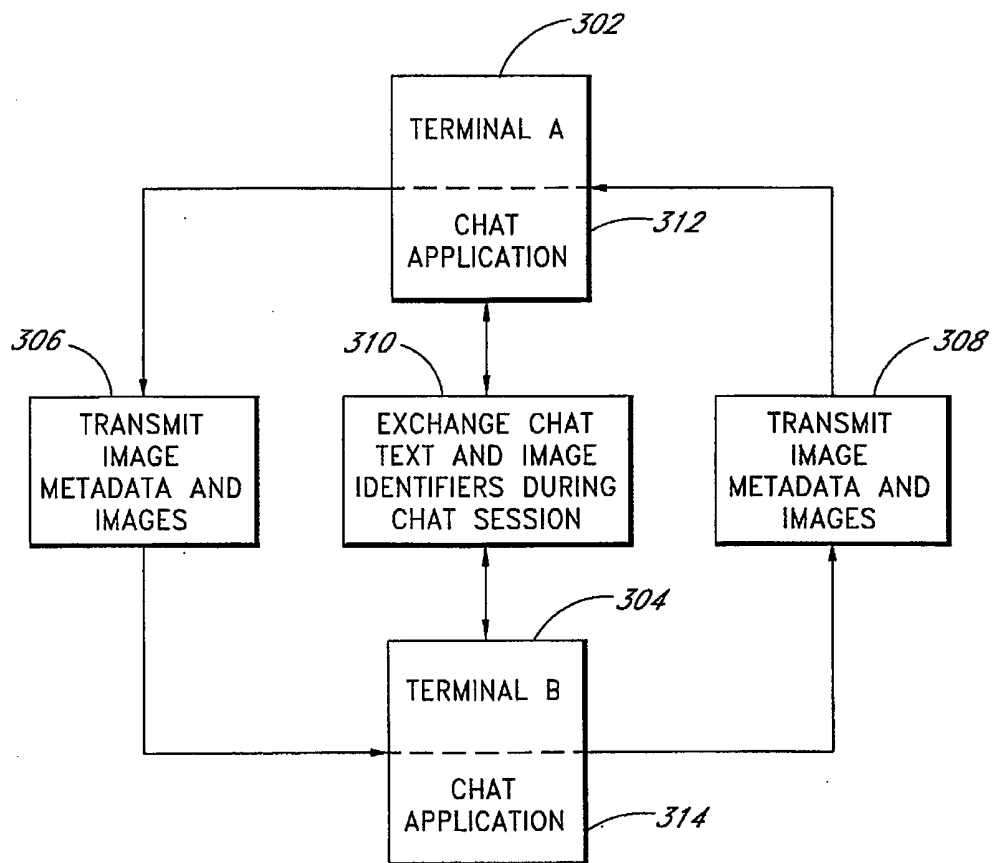 302
TERMINAL A
CHAT
APPLICATION
312
306
TRANSMIT
IMAGE
METADATA AND
IMAGES
310
EXCHANGE CHAT
TEXT AND IMAGE
IDENTIFIERS DURING
CHAT SESSION
308
TRANSMIT
IMAGE
METADATA AND
IMAGES
304
TERMINAL B
CHAT
APPLICATION
314